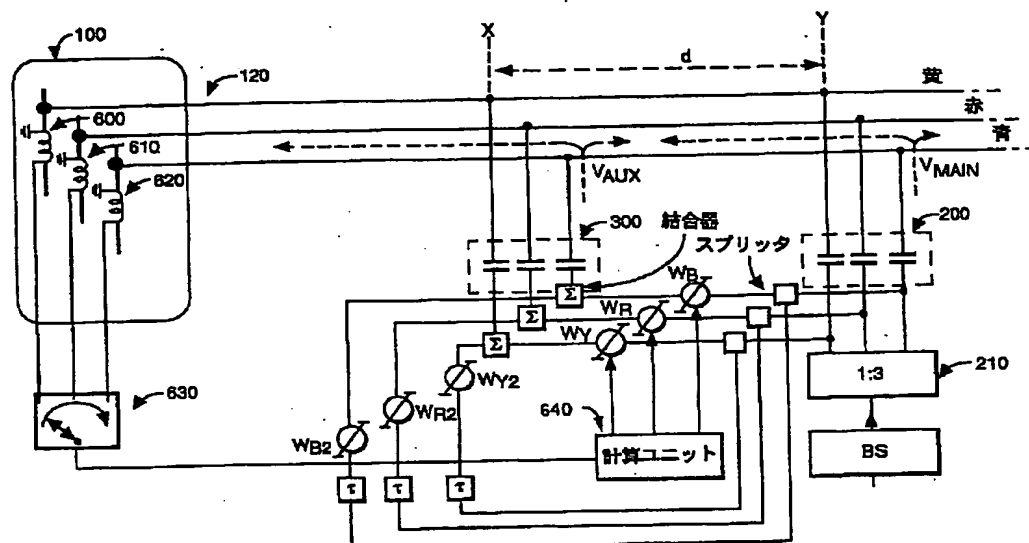 100
120
X
d
Y
黄
赤
青
600
610
620
VAUX
VMAIN
300
結合器
スプリッタ
200
WB
Σ
WR
Σ
WY
Σ
1:3
210
630
WY2
WR2
WB2
640
計算ユニット
BS
τ
τ
τ